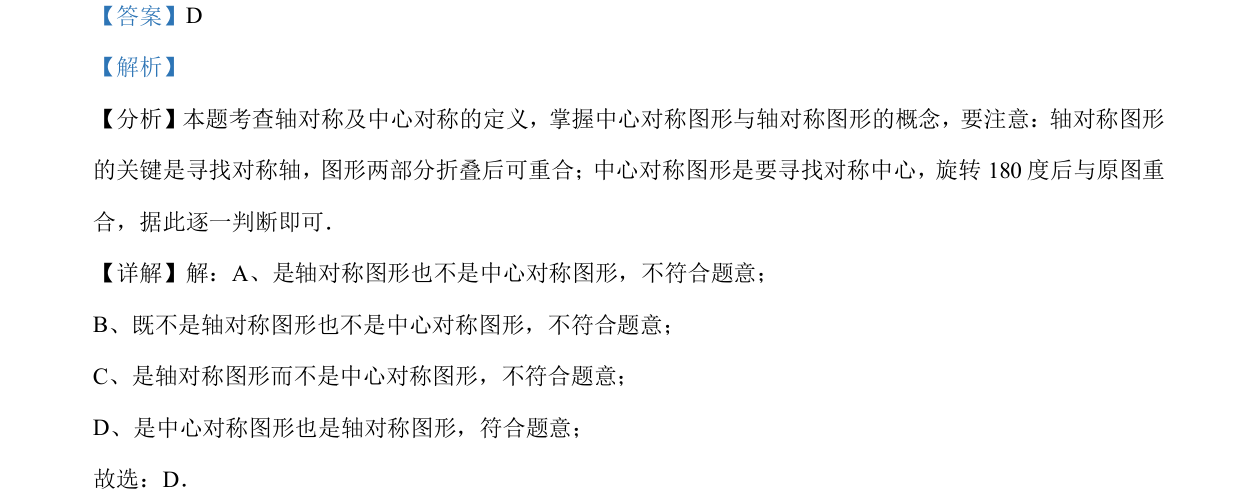 【答案】D
【解析】
【分析】本题考查轴对称及中心对称的定义，掌握中心对称图形与轴对称图形的概念，要注意：轴对称图形
的关键是寻找对称轴，图形两部分折叠后可重合；中心对称图形是要寻找对称中心，旋转 180 度后与原图重
合，据此逐一判断即可．
【详解】解：A、是轴对称图形也不是中心对称图形，不符合题意；
B、既不是轴对称图形也不是中心对称图形，不符合题意；
C、是轴对称图形而不是中心对称图形，不符合题意；
D、是中心对称图形也是轴对称图形，符合题意；
故选：D．